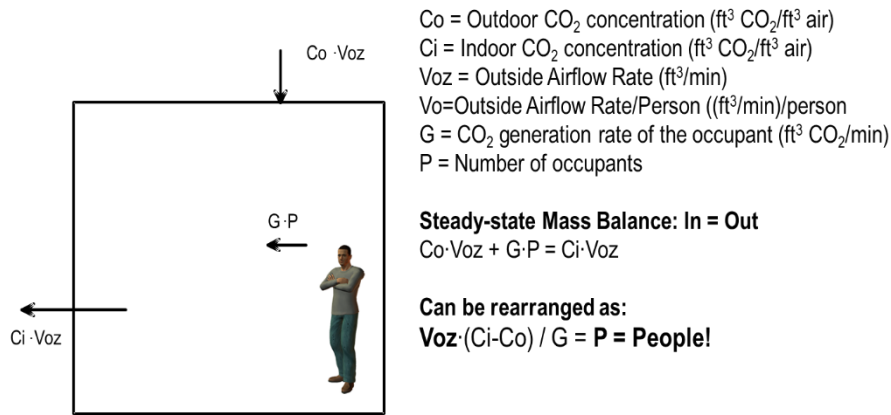 Co ·Voz
G·P
Ci ·Voz
Co = Outdoor CO₂ concentration (ft³ CO₂/ft³ air)
Ci = Indoor CO₂ concentration (ft³ CO₂/ft³ air)
Voz = Outside Airflow Rate (ft³/min)
Vo=Outside Airflow Rate/Person ((ft³/min)/person
G = CO₂ generation rate of the occupant (ft³ CO₂/min)
P = Number of occupants
Steady-state Mass Balance: In = Out
Co·Voz + G·P = Ci·Voz
Can be rearranged as:
Voz·(Ci-Co) / G = P = People!